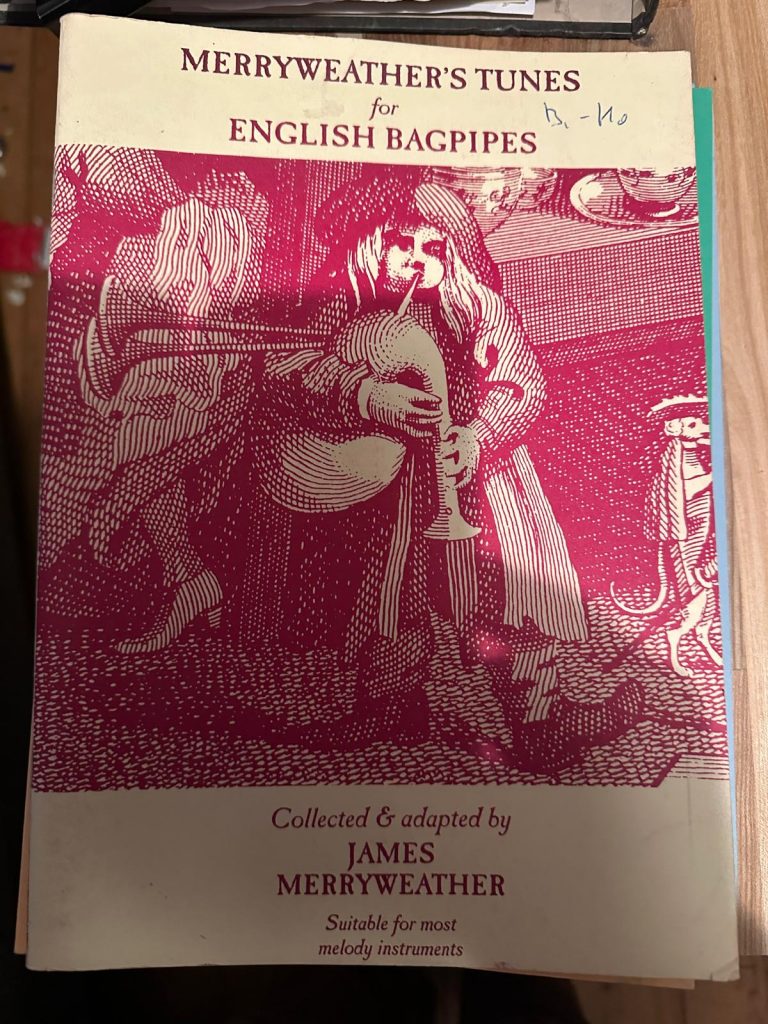 MERRYWEATHER'S TUNES
for
ENGLISH BAGPIPES
Collected & adapted by
JAMES
MERRYWEATHER
Suitable for most
melody instruments